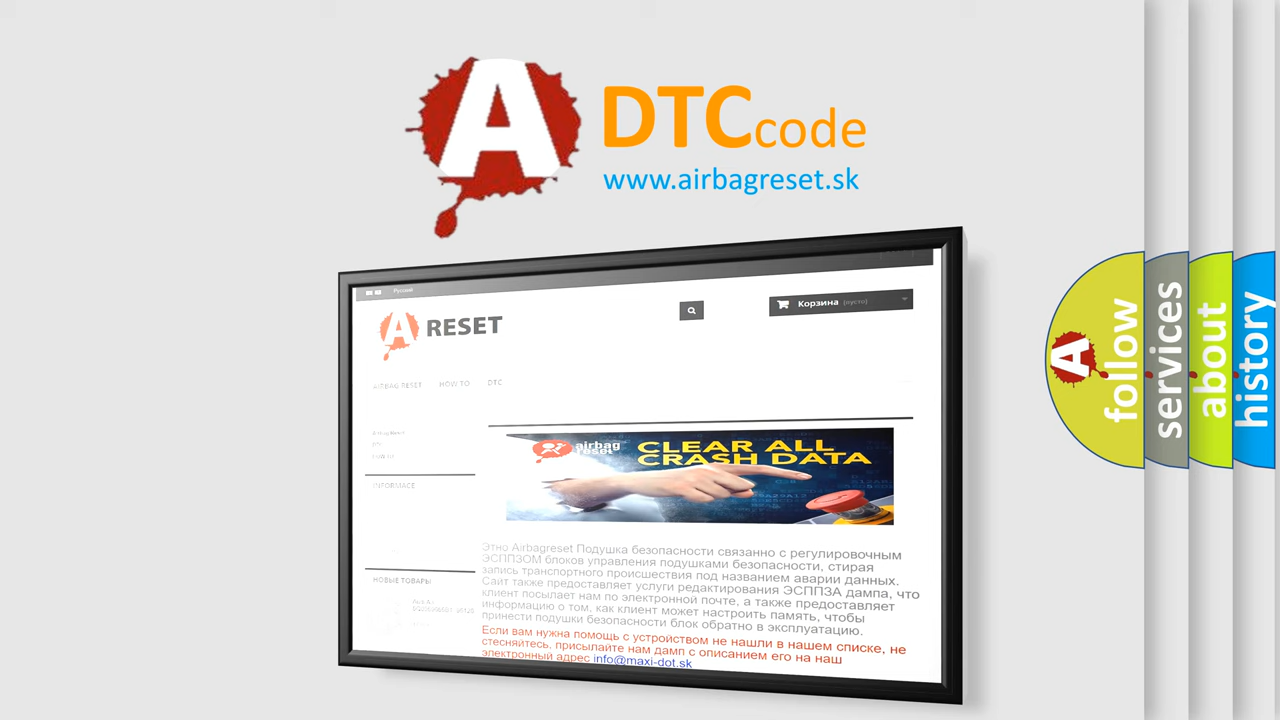 A
DTCcode
www.airbagreset.sk
Русский
A RESET
Корзина (пусто)
AIRBAG RESET HOW TO DTC
INFORMACE
НОВЫЕ ТОВАРЫ
airbag
reset
CLEAR ALL
CRASH DATA
Этно Airbagreset Подушка безопасности связанно с регулировочным
ЭСППЗОМ блоков управления подушками безопасности, стирая
запись транспортного происшествия под названием аварии данных.
Сайт также предоставляет услуги редактирования ЭСППЗА дампа, что
клиент посылает нам по электронной почте, а также предоставляет
информацию о том, как клиент может настроить память, чтобы
принести подушки безопасности блок обратно в эксплуатацию.
Если вам нужна помощь с устройством не нашли в нашем списке, не
стесняйтесь, присылайте нам дамп с описанием его на наш
электронный адрес info@maxi-dot.sk
A
follow
services
about
history